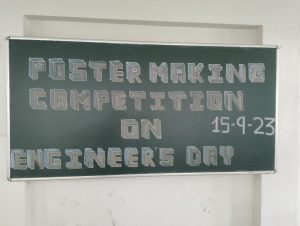 POSTER MAKING
COMPETITION
ON 15-9-23
ENGINEER'S DAY